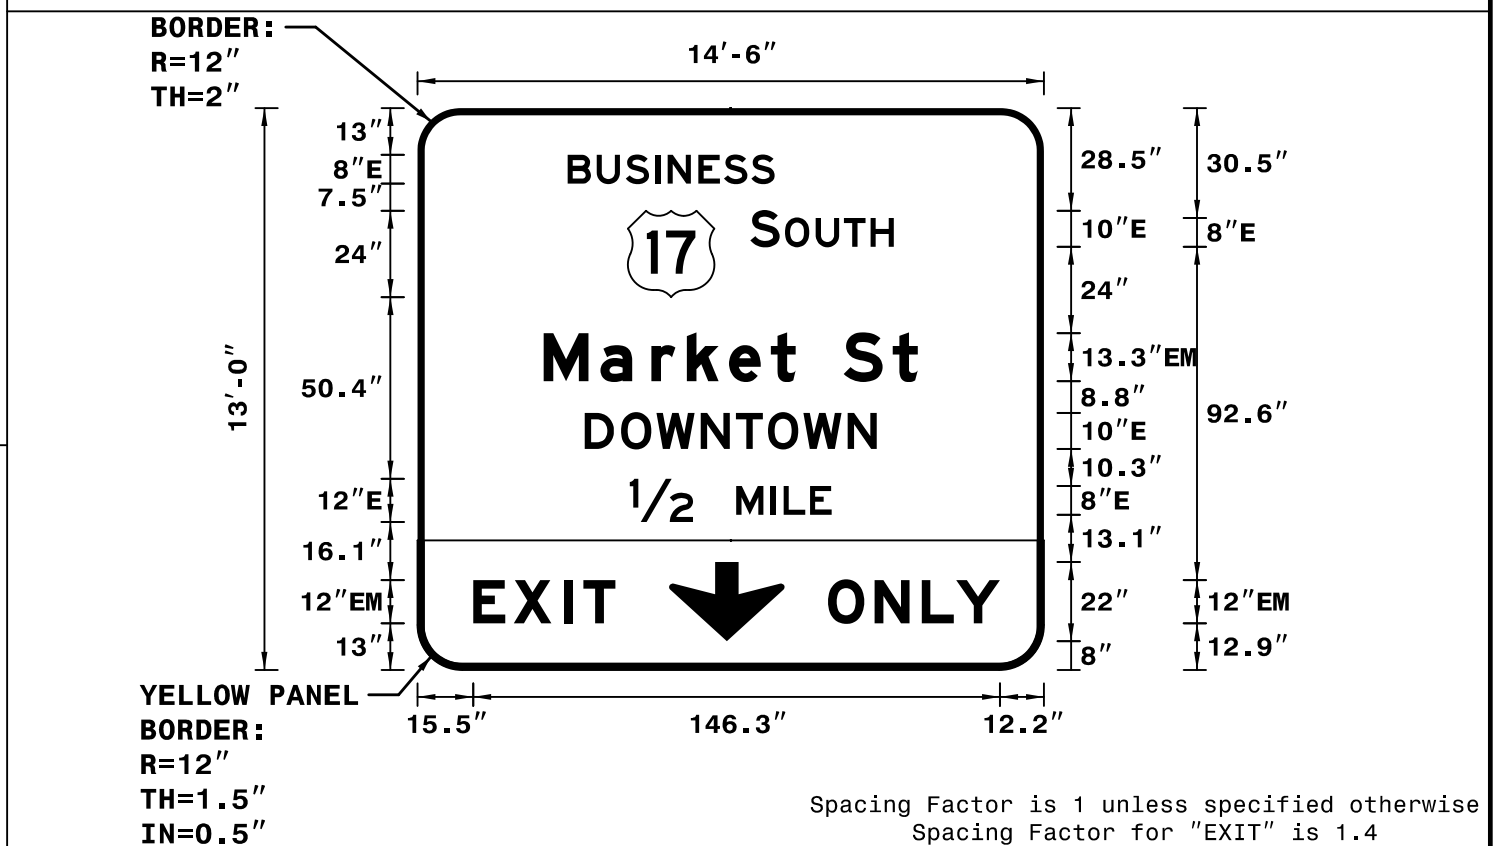 BORDER:
R=12"
TH=2"
14'-6"
13'-0"
13"
8"E
7.5"
24"
50.4"
12"E
16.1"
12"EM
13"
BUSINESS
17 SOUTH
Market St
DOWNTOWN
1/2 MILE
EXIT ONLY
28.5"
10"E
24"
13.3"EM
8.8"
10"E
10.3"
8"E
13.1"
22"
8"
30.5"
8"E
92.6"
12"EM
12.9"
15.5" 146.3" 12.2"
YELLOW PANEL
BORDER:
R=12"
TH=1.5"
IN=0.5"
Spacing Factor is 1 unless specified otherwise
Spacing Factor for "EXIT" is 1.4